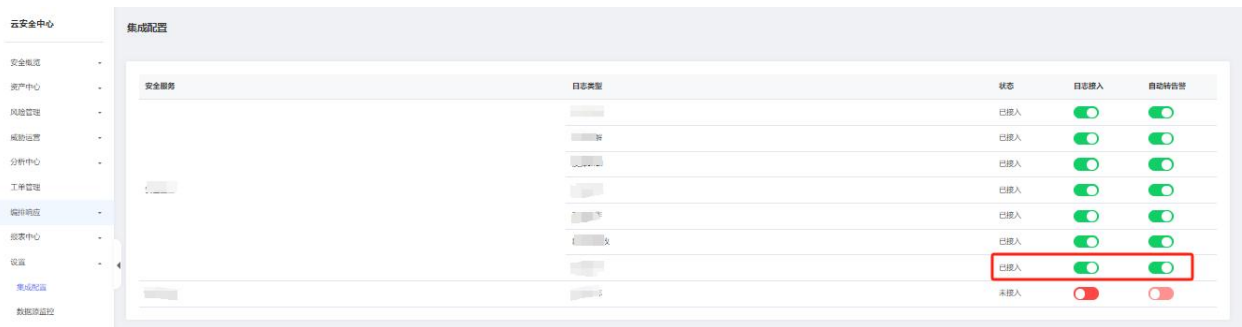 云安全中心
集成配置
安全概览
资产中心
风险管理
威胁运营
分析中心
工单管理
编排响应
报表中心
设置
集成配置
数据源监控
安全服务 日志类型 状态 日志接入 自动转告警
已接入
已接入
已接入
已接入
已接入
已接入
已接入
未接入